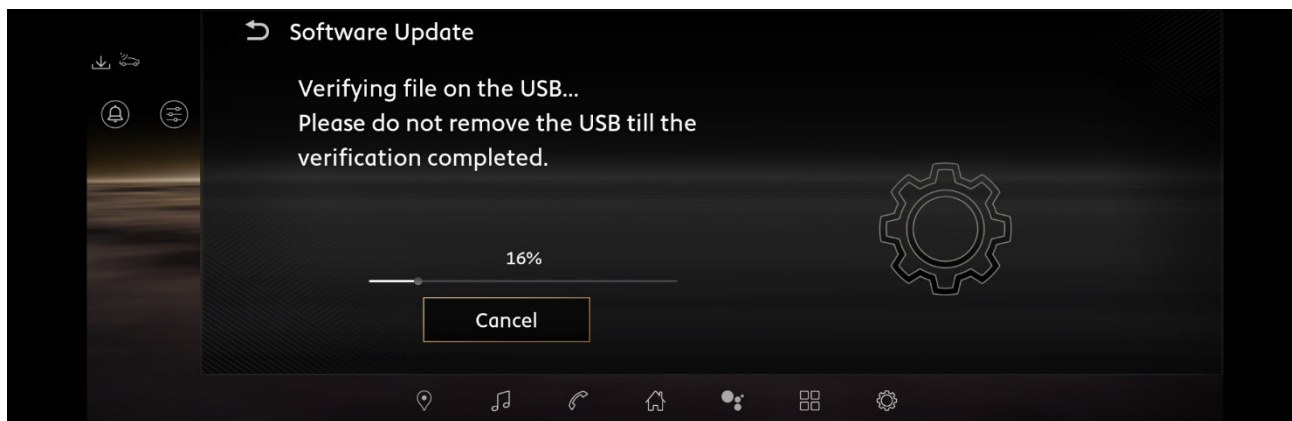 Software Update
Verifying file on the USB...
Please do not remove the USB till the
verification completed.
16%
Cancel